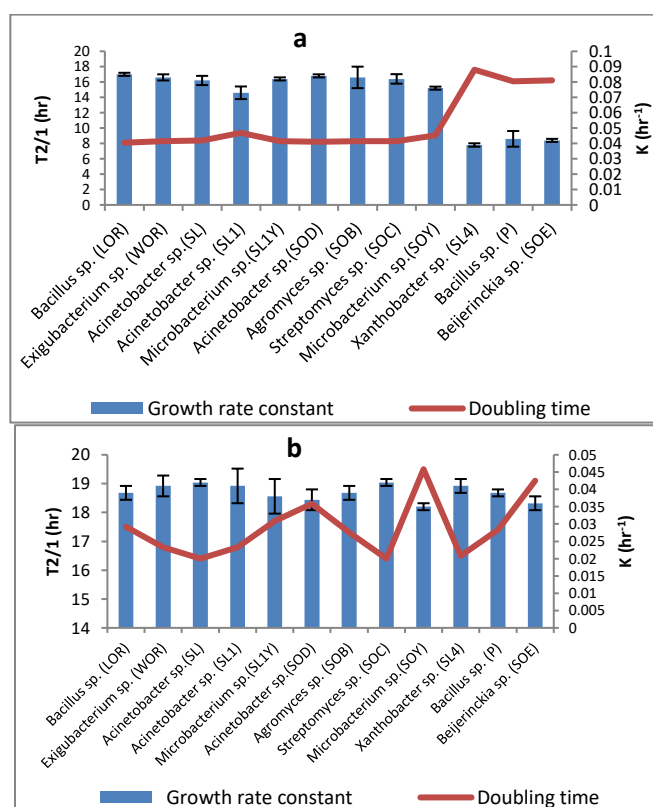 a
20
18
16
14
12
10
8
6
4
2
0
T2/1 (hr)
0.1
0.09
0.08
0.07
0.06
0.05
0.04
0.03
0.02
0.01
0
K (hr-1)
Bacillus sp. (LOR)
Exigubacterium sp. (WOR)
Acinetobacter sp.(SL)
Acinetobacter sp. (SL1)
Microbacterium sp.(SL1Y)
Acinetobacter sp.(SOD)
Agromyces sp. (SOB)
Streptomyces sp. (SOC)
Microbacterium sp.(SOY)
Xanthobacter sp. (SL4)
Bacillus sp. (P)
Beijerinckia sp. (SOE)
Growth rate constant
Doubling time
b
20
19
18
17
16
15
14
T2/1 (hr)
0.05
0.045
0.04
0.035
0.03
0.025
0.02
0.015
0.01
0.005
0
K (hr-1)
Bacillus sp. (LOR)
Exigubacterium sp. (WOR)
Acinetobacter sp.(SL)
Acinetobacter sp. (SL1)
Microbacterium sp.(SL1Y)
Acinetobacter sp.(SOD)
Agromyces sp. (SOB)
Streptomyces sp. (SOC)
Microbacterium sp.(SOY)
Xanthobacter sp. (SL4)
Bacillus sp. (P)
Beijerinckia sp. (SOE)
Growth rate constant
Doubling time